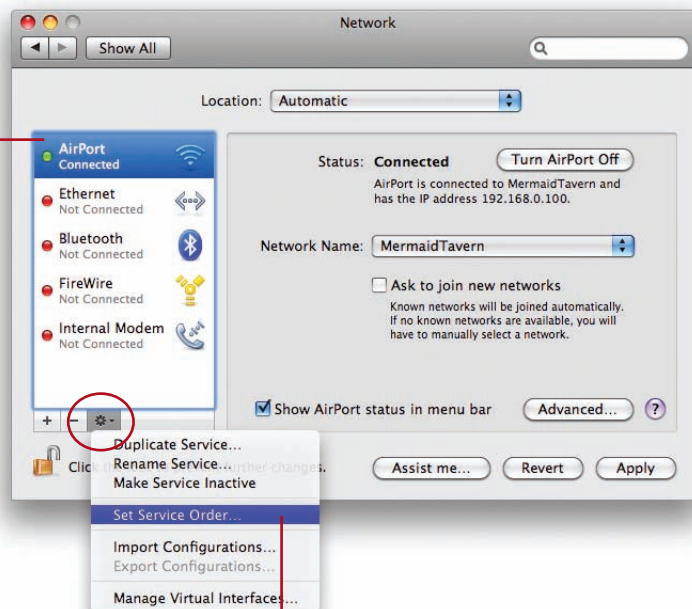 Network
Show All
Location: Automatic
AirPort
Connected
Ethernet
Not Connected
Bluetooth
Not Connected
FireWire
Not Connected
Internal Modem
Not Connected
Status: Connected
Turn AirPort Off
AirPort is connected to MermaidTavern and
has the IP address 192.168.0.100.
Network Name: MermaidTavern
Ask to join new networks
Known networks will be joined automatically.
If no known networks are available, you will
have to manually select a network.
Show AirPort status in menu bar
Advanced...
?
Click further changes.
Assist me...
Revert
Apply
Duplicate Service...
Rename Service...
Make Service Inactive
Set Service Order...
Import Configurations...
Export Configurations...
Manage Virtual Interfaces...